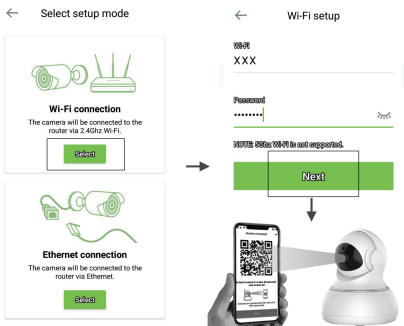 Select setup mode
Wi-Fi connection
The camera will be connected to the
router via 2.4Ghz Wi-Fi.
Select
Ethernet connection
The camera will be connected to the
router via Ethernet.
Select
Wi-Fi setup
Wi-Fi
XXX
Password
••••••••
NOTE: 5Ghz Wi-Fi is not supported.
Next